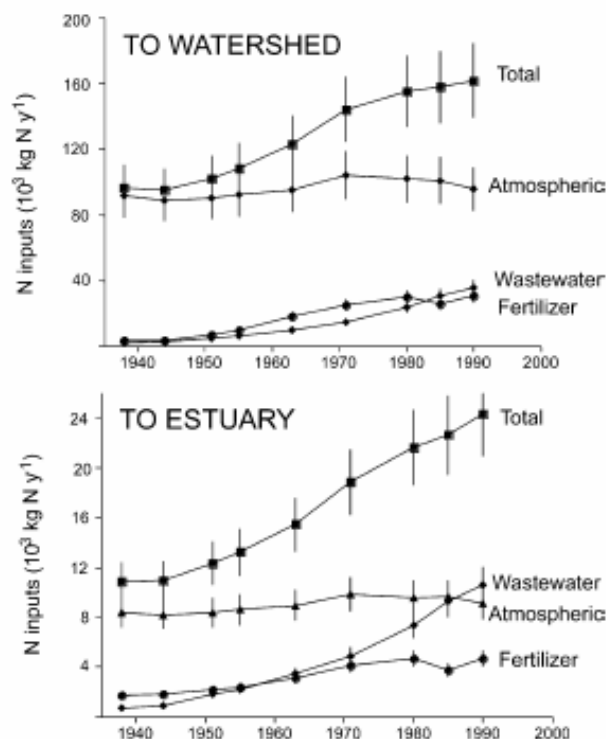 TO WATERSHED
200
160
120
80
40
N inputs (10³ kg N y⁻¹)
Total
Atmospheric
Wastewater
Fertilizer
1940 1950 1960 1970 1980 1990 2000
TO ESTUARY
24
20
16
12
8
4
N inputs (10³ kg N y⁻¹)
Total
Wastewater
Atmospheric
Fertilizer
1940 1950 1960 1970 1980 1990 2000